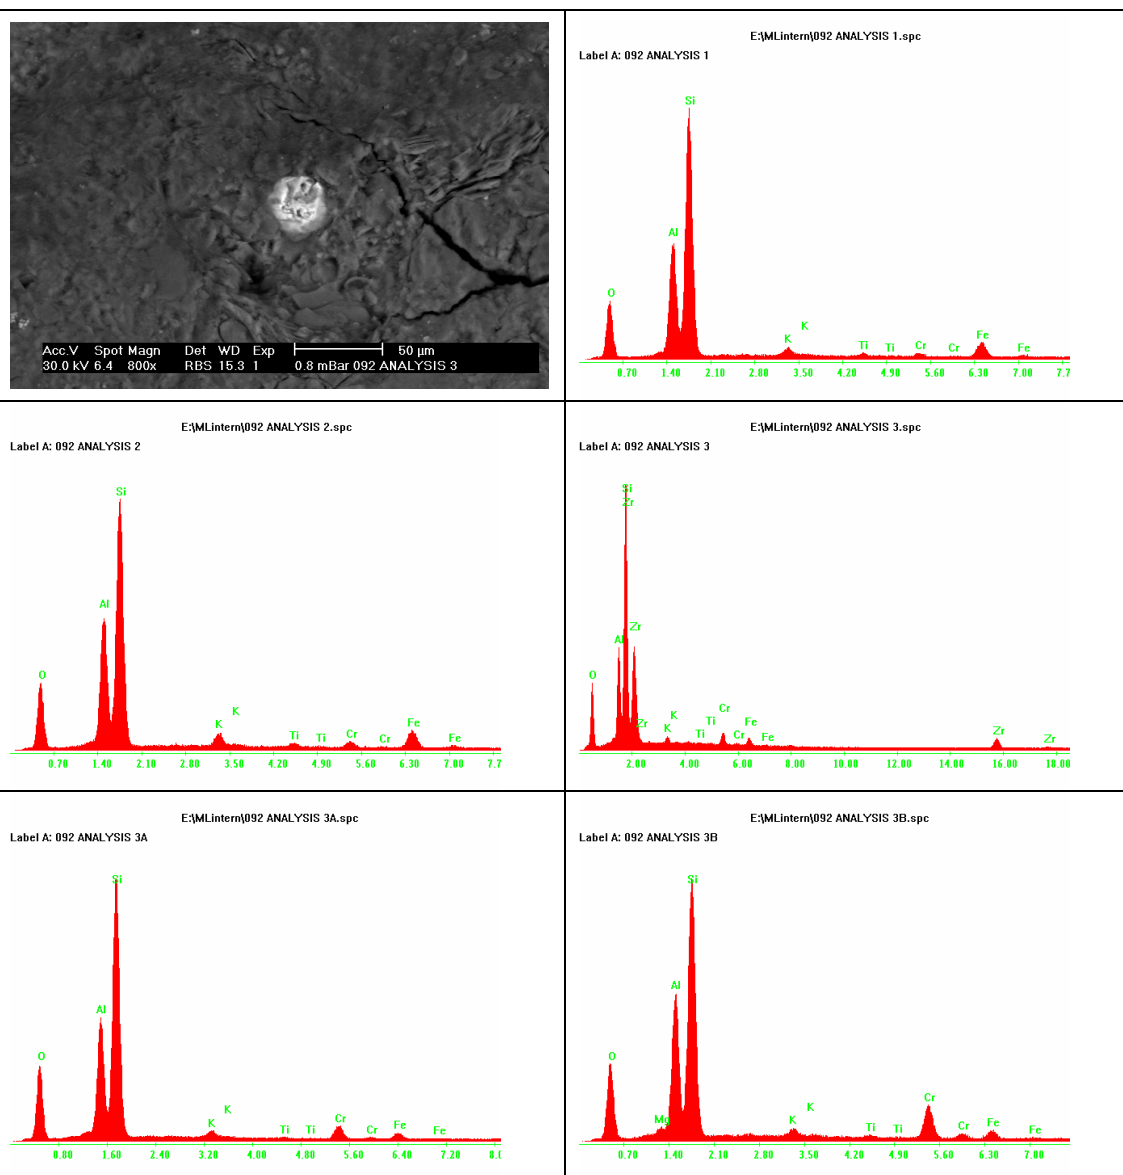 Acc.V Spot Magn Det WD Exp 50 µm
30.0 kV 6.4 800x RBS 15.3 1 0.8 mBar 092 ANALYSIS 3
E:\MLintern\092 ANALYSIS 1.spc
Label A: 092 ANALYSIS 1
Si
Al
O
K
K
Ti
Ti
Cr
Cr
Fe
Fe
0.70 1.40 2.10 2.80 3.50 4.20 4.90 5.60 6.30 7.00 7.7
E:\MLintern\092 ANALYSIS 2.spc
Label A: 092 ANALYSIS 2
Si
Al
O
K
K
Ti
Ti
Cr
Cr
Fe
Fe
0.70 1.40 2.10 2.80 3.50 4.20 4.90 5.60 6.30 7.00 7.7
E:\MLintern\092 ANALYSIS 3.spc
Label A: 092 ANALYSIS 3
Si
Zr
Zr
Al
O
Zr
K
K
Ti
Ti
Cr
Cr
Fe
Fe
Zr
Zr
2.00 4.00 6.00 8.00 10.00 12.00 14.00 16.00 18.00
E:\MLintern\092 ANALYSIS 3A.spc
Label A: 092 ANALYSIS 3A
Si
Al
O
K
K
Ti
Ti
Cr
Cr
Fe
Fe
0.80 1.60 2.40 3.20 4.00 4.80 5.60 6.40 7.20 8.0
E:\MLintern\092 ANALYSIS 3B.spc
Label A: 092 ANALYSIS 3B
Si
Al
O
Mg
K
K
Ti
Ti
Cr
Cr
Fe
Fe
0.70 1.40 2.10 2.80 3.50 4.20 4.90 5.60 6.30 7.00